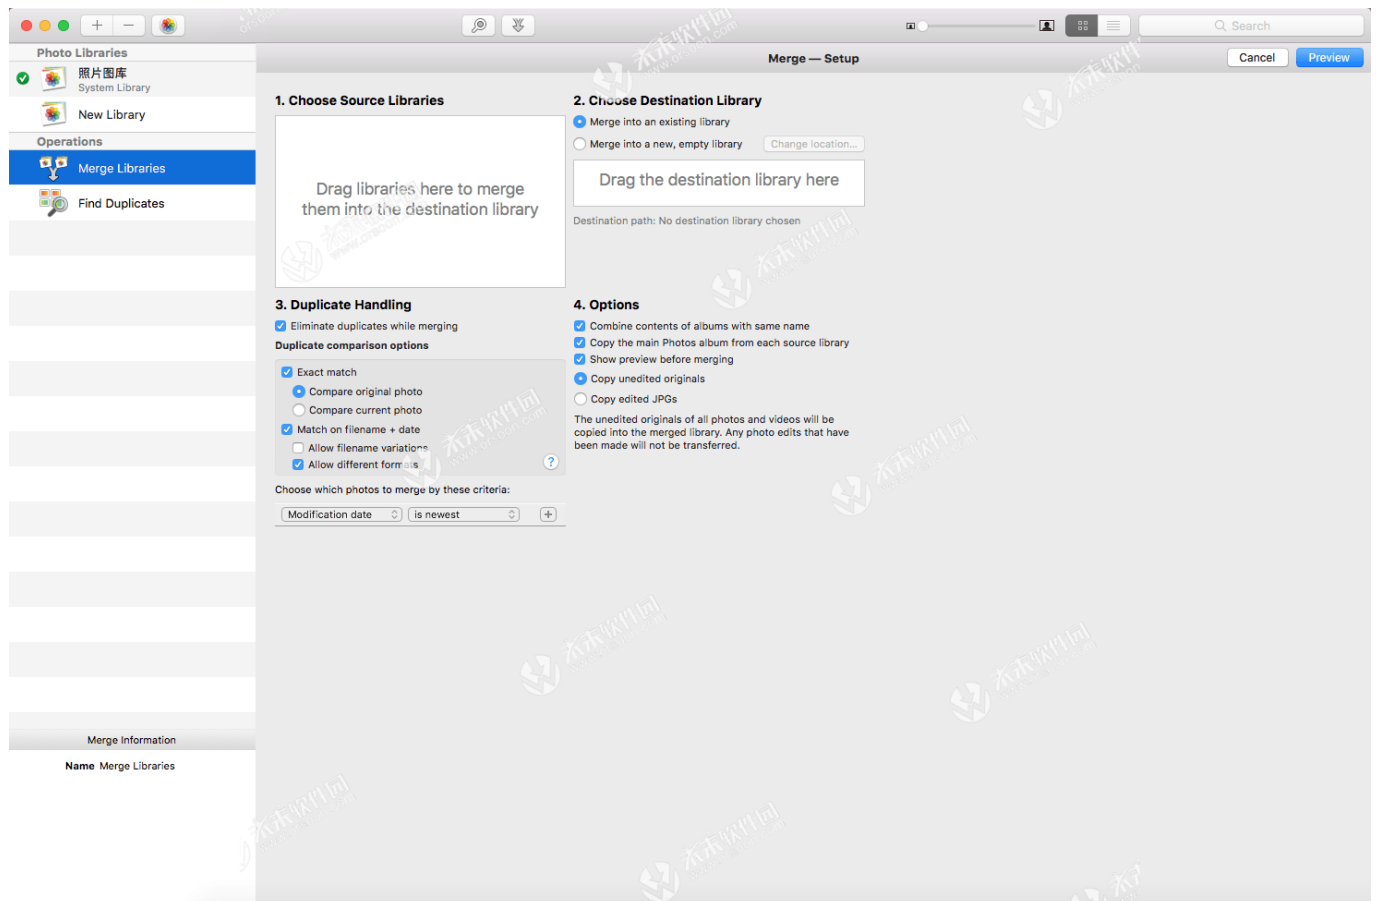 Search
Photo Libraries
照片图库
System Library
New Library
Operations
Merge Libraries
Find Duplicates
Merge Information
Name Merge Libraries
Merge — Setup
Cancel
Preview
1. Choose Source Libraries
Drag libraries here to merge
them into the destination library
2. Choose Destination Library
Merge into an existing library
Merge into a new, empty library
Change location...
Drag the destination library here
Destination path: No destination library chosen
3. Duplicate Handling
Eliminate duplicates while merging
Duplicate comparison options
Exact match
Compare original photo
Compare current photo
Match on filename + date
Allow filename variations
Allow different formats
?
Choose which photos to merge by these criteria:
Modification date
is newest
4. Options
Combine contents of albums with same name
Copy the main Photos album from each source library
Show preview before merging
Copy unedited originals
Copy edited JPGs
The unedited originals of all photos and videos will be
copied into the merged library. Any photo edits that have
been made will not be transferred.